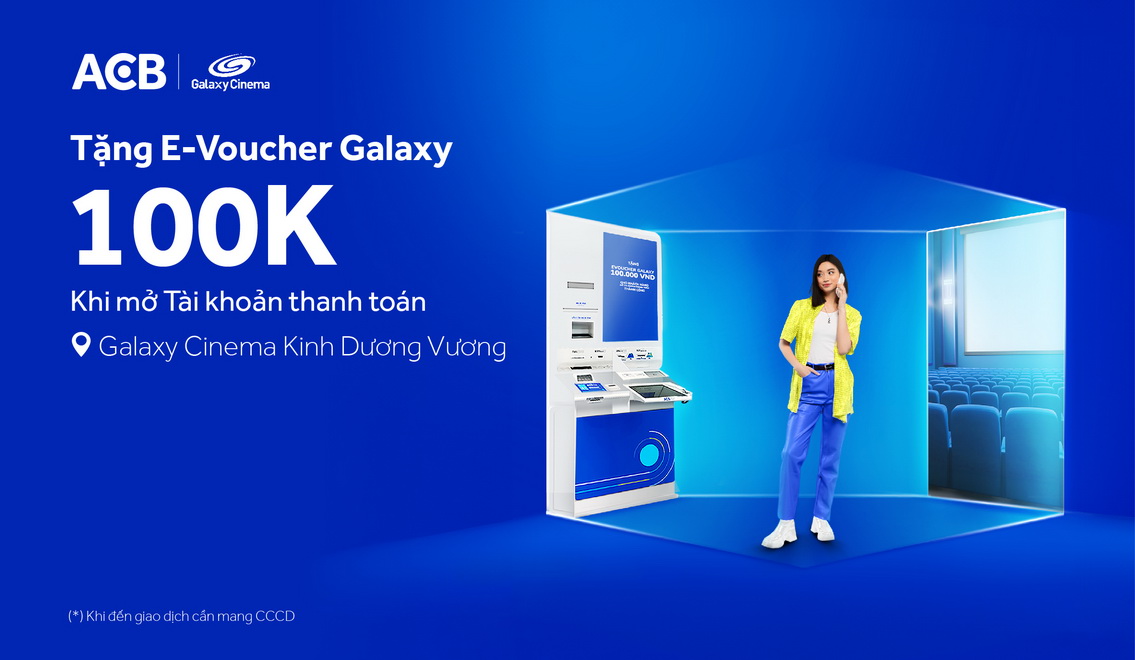 ACB
Galaxy Cinema
Tặng E-Voucher Galaxy
100K
Khi mở Tài khoản thanh toán
Galaxy Cinema Kinh Dương Vương
TẶNG
EVOUCHER GALAXY
100.000 VND
(*) Khi đến giao dịch cần mang CCCD